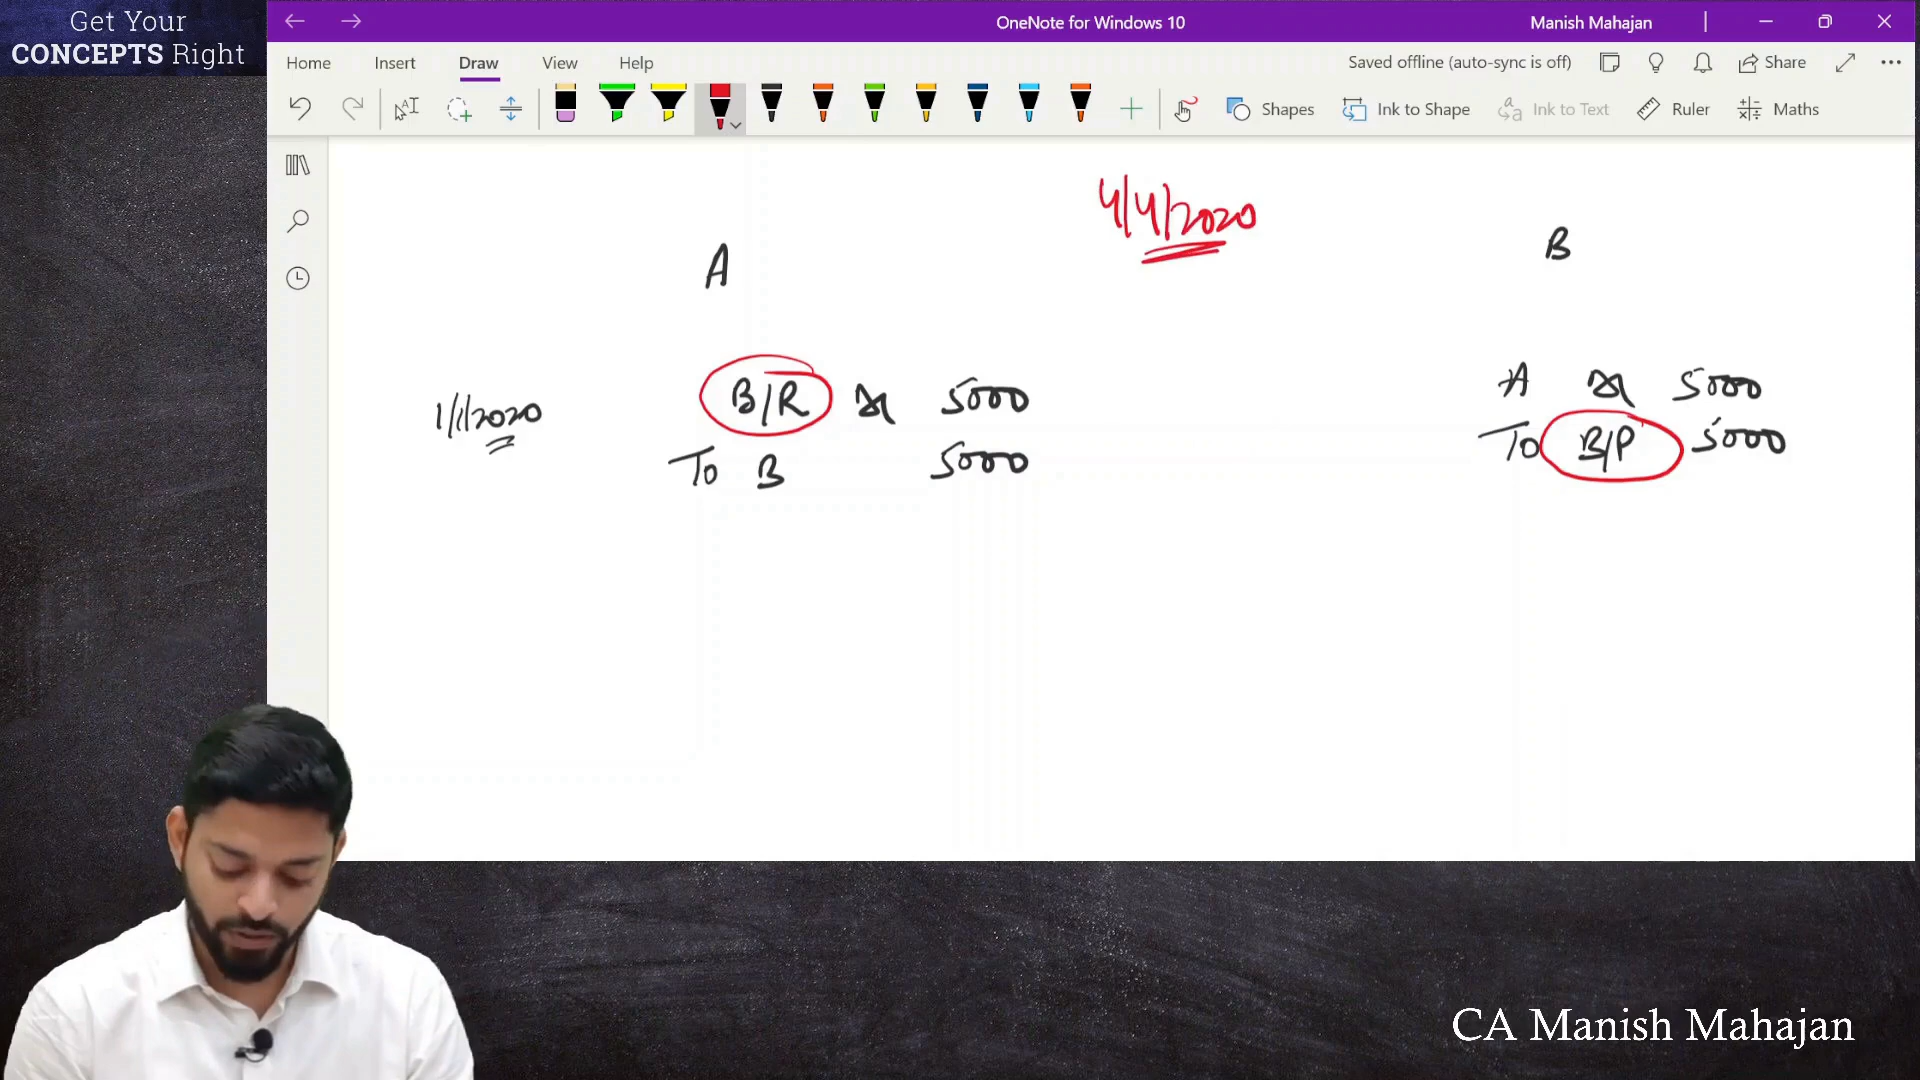 Get Your
CONCEPTS Right
OneNote for Windows 10
Manish Mahajan
Home Insert Draw View Help
Saved offline (auto-sync is off)
Share
Shapes
Ink to Shape
Ink to Text
Ruler
Maths
4/4/2020
A
B
1/1/2020
B/R Dr 5000
To B 5000
A Dr 5000
To B/P 5000
CA Manish Mahajan